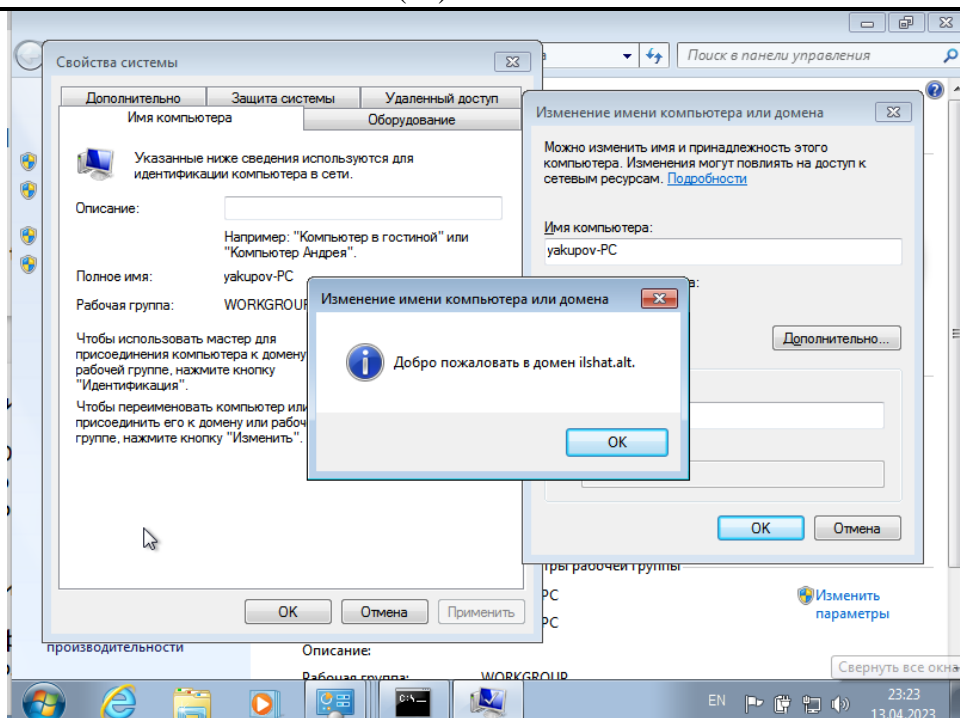 Поиск в панели управления
Свойства системы
Дополнительно
Защита системы
Удаленный доступ
Имя компьютера
Оборудование
Указанные ниже сведения используются для
идентификации компьютера в сети.
Описание:
Например: "Компьютер в гостиной" или
"Компьютер Андрея".
Полное имя:
yakupov-PC
Рабочая группа:
WORKGROUP
Чтобы использовать мастер для
присоединения компьютера к домену
рабочей группе, нажмите кнопку
"Идентификация".
Чтобы переименовать компьютер или
присоединить его к домену или рабоч
группе, нажмите кнопку "Изменить".
OK
Отмена
Применить
Изменение имени компьютера или домена
Можно изменить имя и принадлежность этого
компьютера. Изменения могут повлиять на доступ к
сетевым ресурсам. Подробности
Имя компьютера:
yakupov-PC
а:
Дополнительно...
OK
Отмена
Изменение имени компьютера или домена
Добро пожаловать в домен ilshat.alt.
OK
тры рабочей группы
PC
PC
Изменить
параметры
производительности
Описание:
Рабочая группа:
WORKGROUP
Свернуть все окна
EN
23:23
13.04.2023